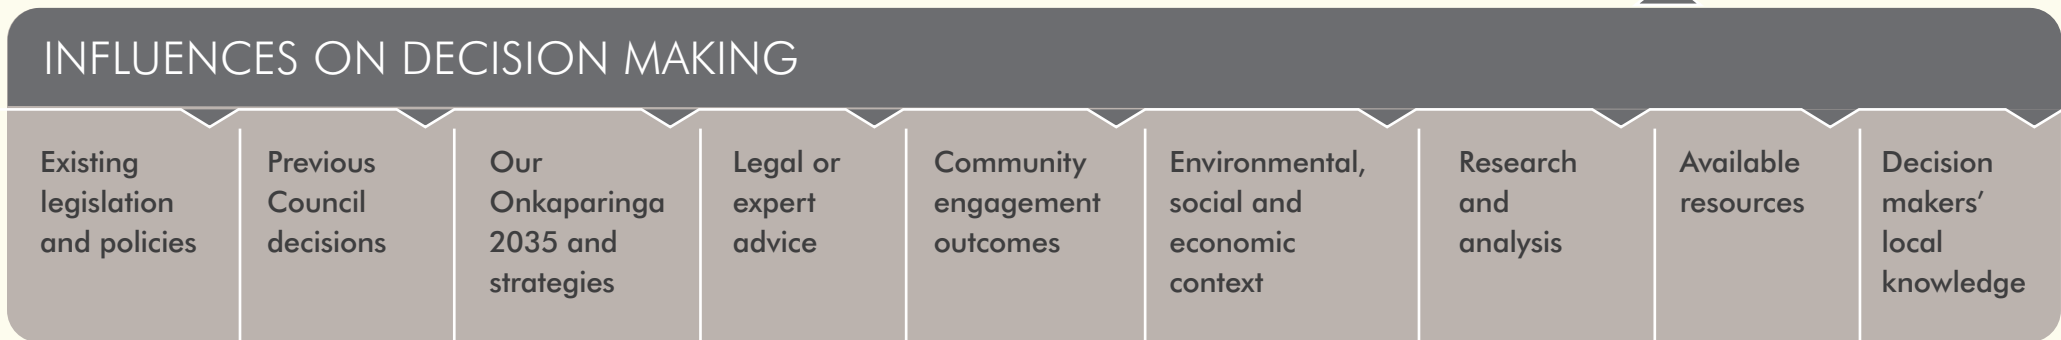 INFLUENCES ON DECISION MAKING
Existing
legislation
and policies
Previous
Council
decisions
Our
Onkaparinga
2035 and
strategies
Legal or
expert
advice
Community
engagement
outcomes
Environmental,
social and
economic
context
Research
and
analysis
Available
resources
Decision
makers’
local
knowledge